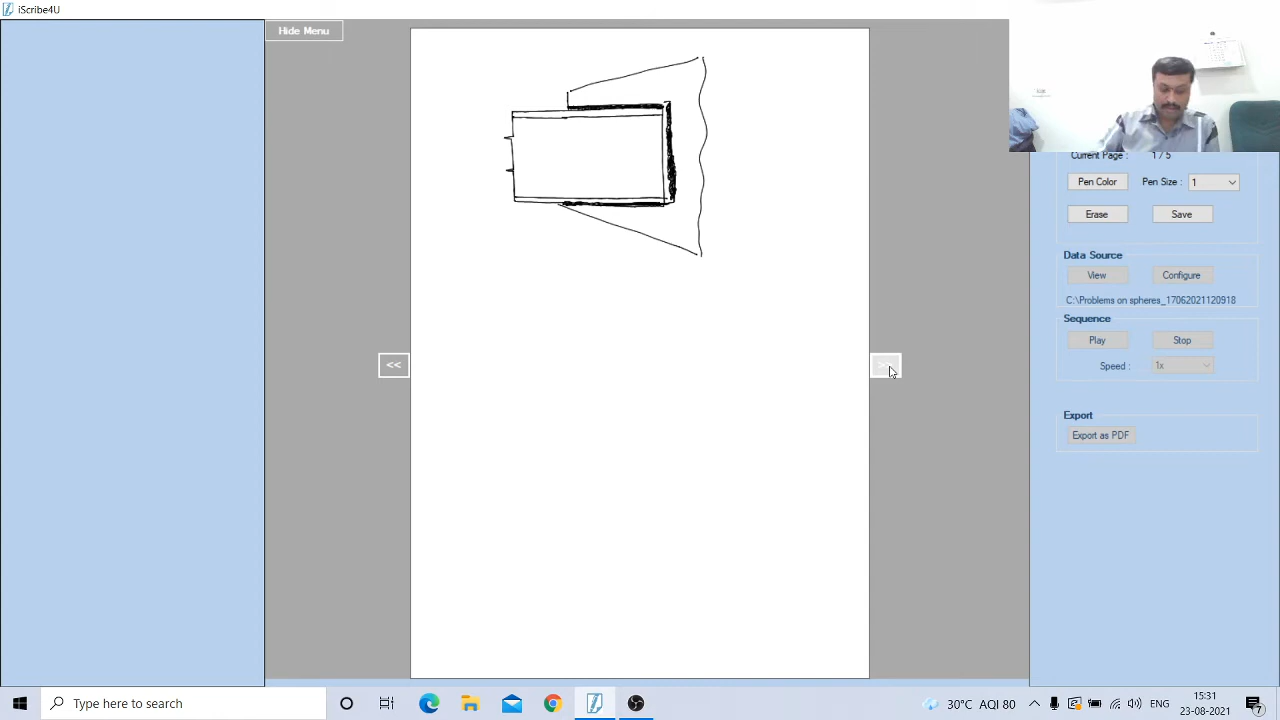 iScribe4U
Hide Menu
Current Page : 1 / 5
Pen Color
Pen Size :
1
Erase
Save
Data Source
View
Configure
C:\Problems on spheres_17062021120918
Sequence
Play
Stop
Speed :
1x
<<
Export
Export as PDF
Type here to search
30°C AQI 80
ENG
15:31
23-08-2021
7